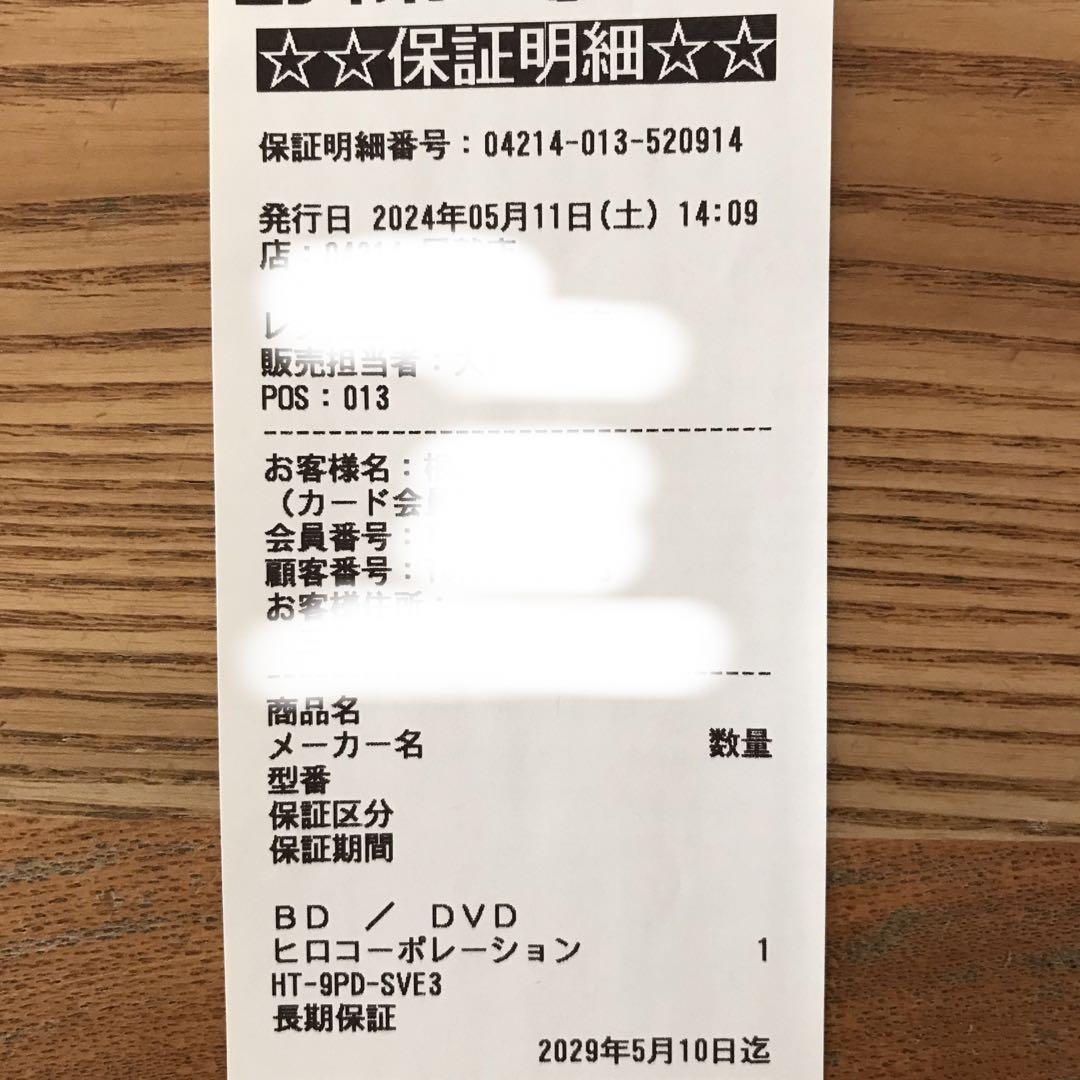 ☆☆保証明細☆☆
保証明細番号：04214-013-520914
発行日 2024年05月11日(土) 14:09
店：
販売担当者：
POS：013
お客様名：
（カード会
会員番号：
顧客番号：
お客様住所：
商品名
メーカー名 数量
型番
保証区分
保証期間
ＢＤ ／ ＤＶＤ
ヒロコーポレーション 1
HT-9PD-SVE3
長期保証
2029年5月10日迄